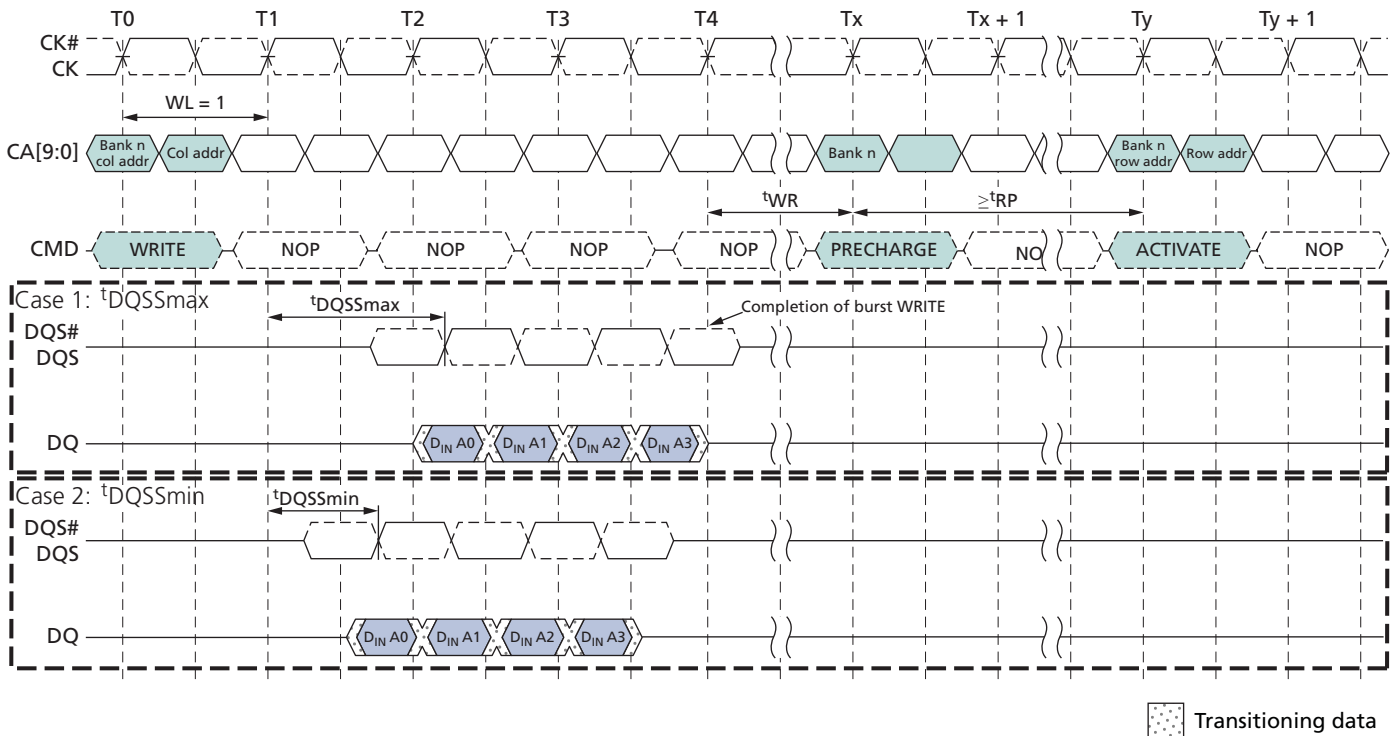 T0 T1 T2 T3 T4 Tx Tx + 1 Ty Ty + 1
CK#
CK
WL = 1
CA[9:0] Bank n col addr Col addr Bank n Bank n row addr Row addr
tWR ≥tRP
CMD WRITE NOP NOP NOP NOP PRECHARGE NO ACTIVATE NOP
Case 1: tDQSSmax
tDQSSmax
Completion of burst WRITE
DQS#
DQS
DQ DIN A0 DIN A1 DIN A2 DIN A3
Case 2: tDQSSmin
tDQSSmin
DQS#
DQS
DQ DIN A0 DIN A1 DIN A2 DIN A3
Transitioning data